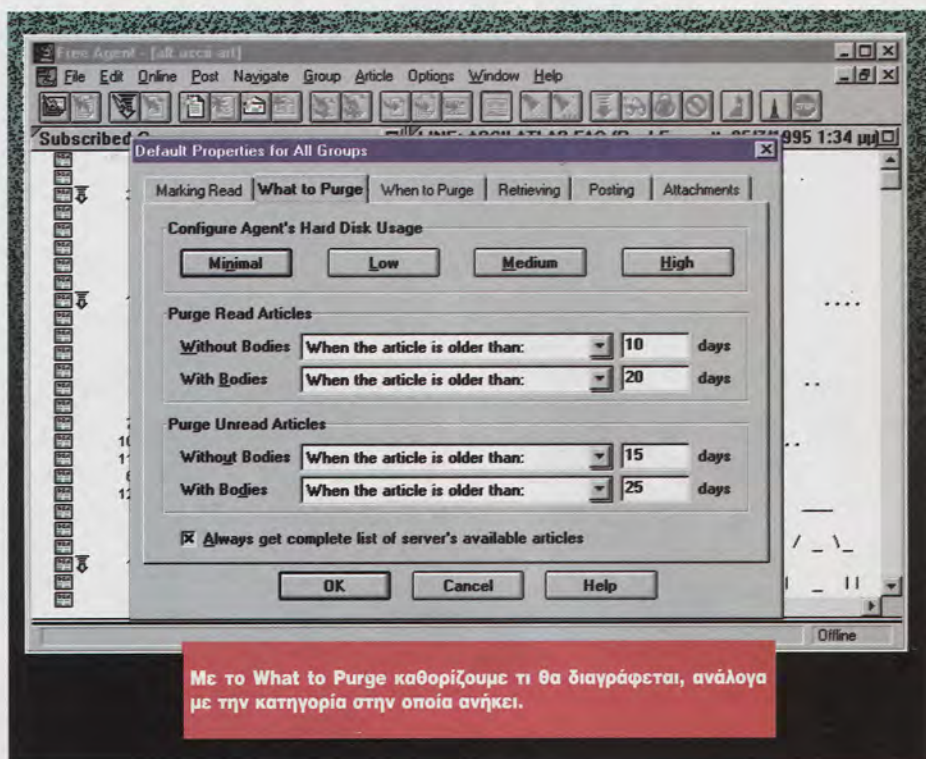 Free Agent - [alt.ascii-art]
File Edit Online Post Navigate Group Article Options Window Help
Subscribed
1995 1:34 μμ
Default Properties for All Groups
Marking Read What to Purge When to Purge Retrieving Posting Attachments
Configure Agent's Hard Disk Usage
Minimal Low Medium High
Purge Read Articles
Without Bodies When the article is older than: 10 days
With Bodies When the article is older than: 20 days
Purge Unread Articles
Without Bodies When the article is older than: 15 days
With Bodies When the article is older than: 25 days
Always get complete list of server's available articles
OK Cancel Help
Offline
Με το What to Purge καθορίζουμε τι θα διαγράφεται, ανάλογα
με την κατηγορία στην οποία ανήκει.